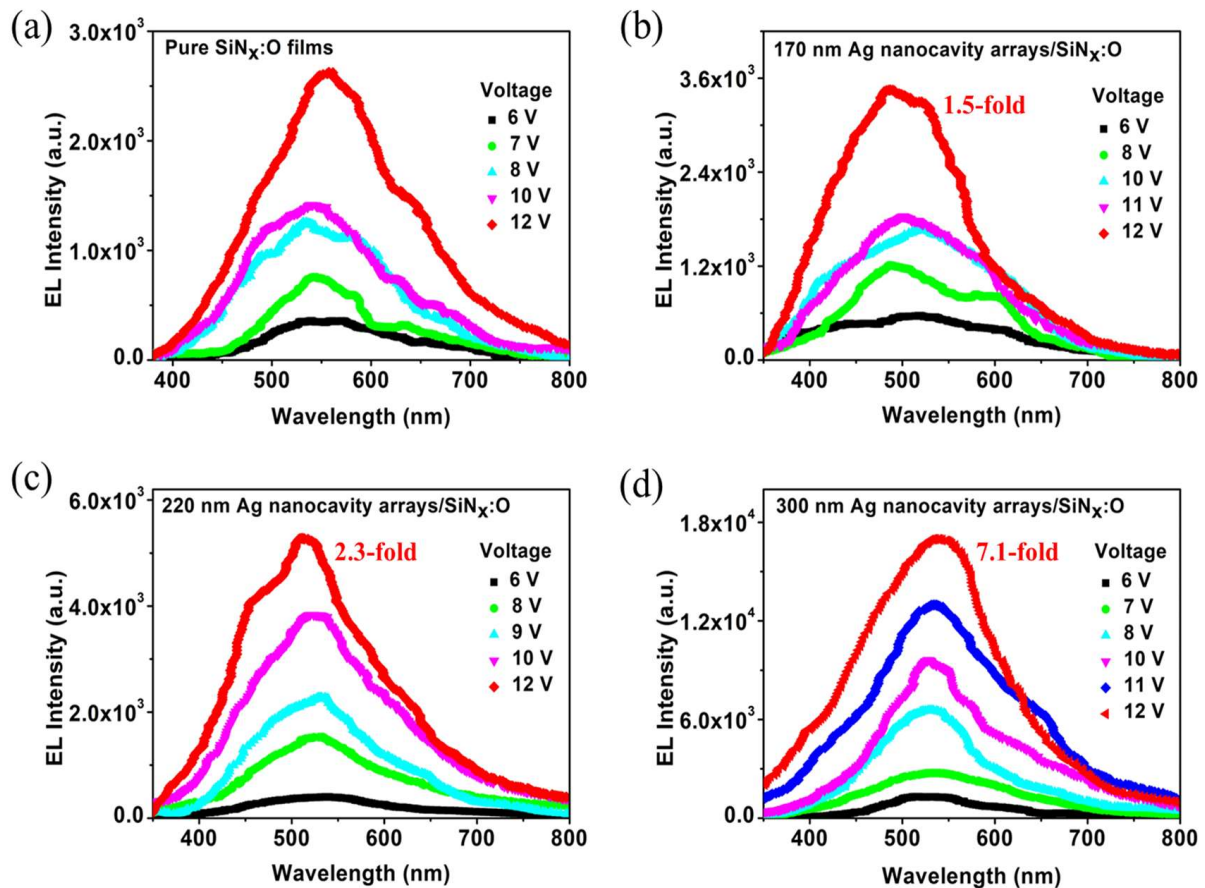 (a)
Pure SiNx:O films
EL Intensity (a.u.)
3.0x10³
2.0x10³
1.0x10³
0.0
Voltage
6 V
7 V
8 V
10 V
12 V
400 500 600 700 800
Wavelength (nm)
(b)
170 nm Ag nanocavity arrays/SiNx:O
EL Intensity (a.u.)
3.6x10³
2.4x10³
1.2x10³
0.0
1.5-fold
Voltage
6 V
8 V
10 V
11 V
12 V
400 500 600 700 800
Wavelength (nm)
(c)
220 nm Ag nanocavity arrays/SiNx:O
EL Intensity (a.u.)
6.0x10³
4.0x10³
2.0x10³
0.0
2.3-fold
Voltage
6 V
8 V
9 V
10 V
12 V
400 500 600 700 800
Wavelength (nm)
(d)
300 nm Ag nanocavity arrays/SiNx:O
EL Intensity (a.u.)
1.8x10⁴
1.2x10⁴
6.0x10³
0.0
7.1-fold
Voltage
6 V
7 V
8 V
10 V
11 V
12 V
400 500 600 700 800
Wavelength (nm)